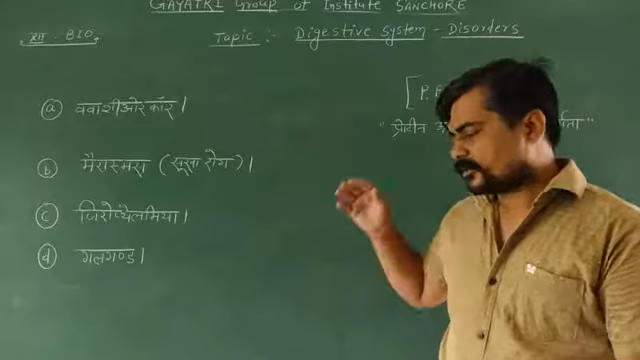 GAYATRI Group of Institute SANCHORE
XII - BIO Topic :- Digestive system - Disorders
[ P.
(a) क्वाशीओरकॉर।
"प्रोटीन
(b) मैरास्मस (सूखा रोग)।
(c) जिरोप्थैलमिया।
(d) गलगण्ड।